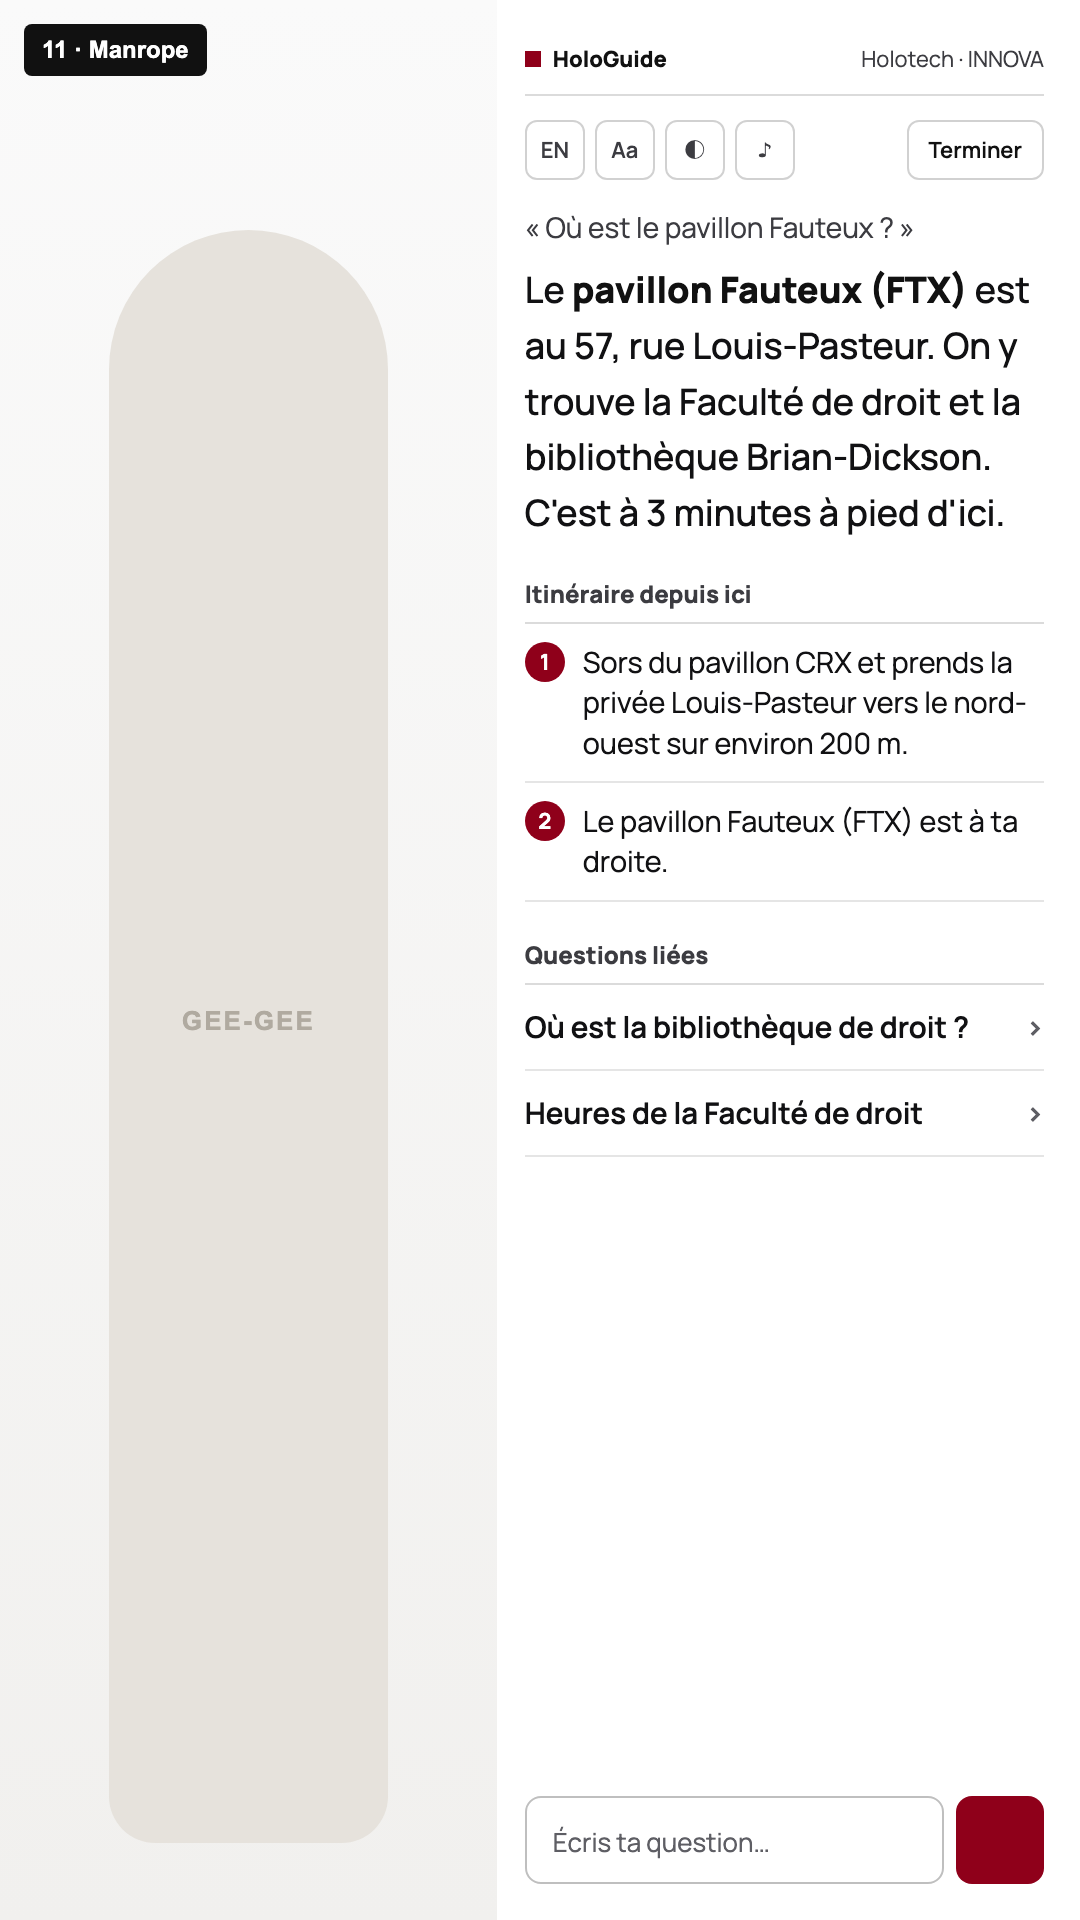 11 · Manrope
HoloGuide
Holotech · INNOVA
EN
Aa
Terminer
« Où est le pavillon Fauteux ? »
Le pavillon Fauteux (FTX) est
au 57, rue Louis-Pasteur. On y
trouve la Faculté de droit et la
bibliothèque Brian-Dickson.
C'est à 3 minutes à pied d'ici.
Itinéraire depuis ici
1 Sors du pavillon CRX et prends la
privée Louis-Pasteur vers le nord-
ouest sur environ 200 m.
2 Le pavillon Fauteux (FTX) est à ta
droite.
Questions liées
Où est la bibliothèque de droit ?
Heures de la Faculté de droit
GEE-GEE
Écris ta question...